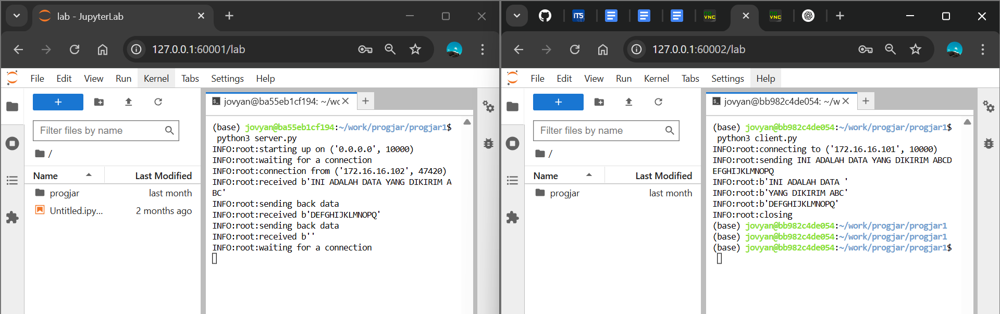 lab - JupyterLab
127.0.0.1:60001/lab
File Edit View Run Kernel Tabs Settings Help
+
jovyan@ba55eb1cf194: ~/wc
Filter files by name
/
Name Last Modified
progjar last month
Untitled.ipy... 2 months ago
(base) jovyan@ba55eb1cf194:~/work/progjar/progjar1$
python3 server.py
INFO:root:starting up on ('0.0.0.0', 10000)
INFO:root:waiting for a connection
INFO:root:connection from ('172.16.16.102', 47420)
INFO:root:received b'INI ADALAH DATA YANG DIKIRIM A
BC'
INFO:root:sending back data
INFO:root:received b'DEFGHIJKLMNOPQ'
INFO:root:sending back data
INFO:root:received b''
INFO:root:waiting for a connection
ITS
noVNC
noVNC
127.0.0.1:60002/lab
File Edit View Run Kernel Tabs Settings Help
+
jovyan@bb982c4de054: ~/w
Filter files by name
/
Name Last Modified
progjar last month
(base) jovyan@bb982c4de054:~/work/progjar/progjar1$
python3 client.py
INFO:root:connecting to ('172.16.16.101', 10000)
INFO:root:sending INI ADALAH DATA YANG DIKIRIM ABCD
EFGHIJKLMNOPQ
INFO:root:b'INI ADALAH DATA '
INFO:root:b'YANG DIKIRIM ABC'
INFO:root:b'DEFGHIJKLMNOPQ'
INFO:root:closing
(base) jovyan@bb982c4de054:~/work/progjar/progjar1
(base) jovyan@bb982c4de054:~/work/progjar/progjar1
(base) jovyan@bb982c4de054:~/work/progjar/progjar1$